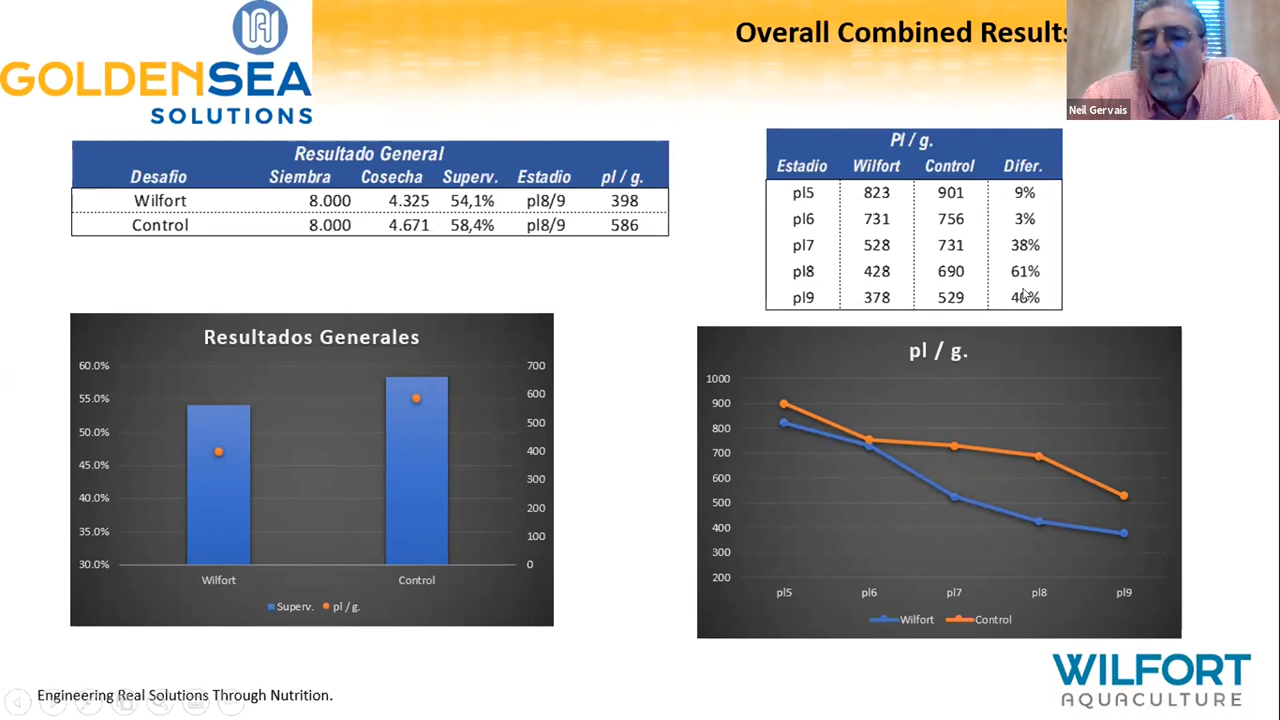 GOLDENSEA
SOLUTIONS
Overall Combined Results
Neil Gervais
Resultado General
Desafio Siembra Cosecha Superv. Estadio pl / g.
Wilfort 8.000 4.325 54,1% pl8/9 398
Control 8.000 4.671 58,4% pl8/9 586
Pl / g.
Estadio Wilfort Control Difer.
pl5 823 901 9%
pl6 731 756 3%
pl7 528 731 38%
pl8 428 690 61%
pl9 378 529
Resultados Generales
60.0% 700
55.0% 600
50.0% 500
45.0% 400
40.0% 300
35.0% 200
30.0% 100
0
Wilfort Control
Superv. pl / g.
pl / g.
1000
900
800
700
600
500
400
300
200
pl5 pl6 pl7 pl8 pl9
Wilfort Control
Engineering Real Solutions Through Nutrition.
WILFORT
AQUACULTURE